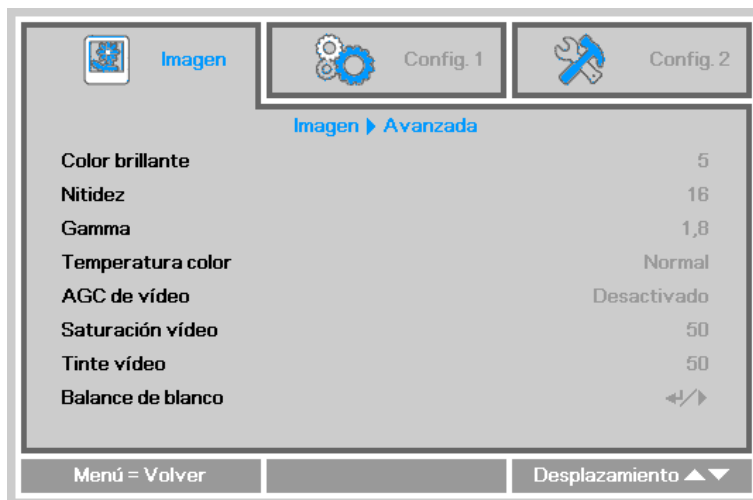 Imagen
Config. 1
Config. 2
Imagen Avanzada
Color brillante 5
Nitidez 16
Gamma 1,8
Temperatura color Normal
AGC de vídeo Desactivado
Saturación vídeo 50
Tinte vídeo 50
Balance de blanco
Menú = Volver
Desplazamiento